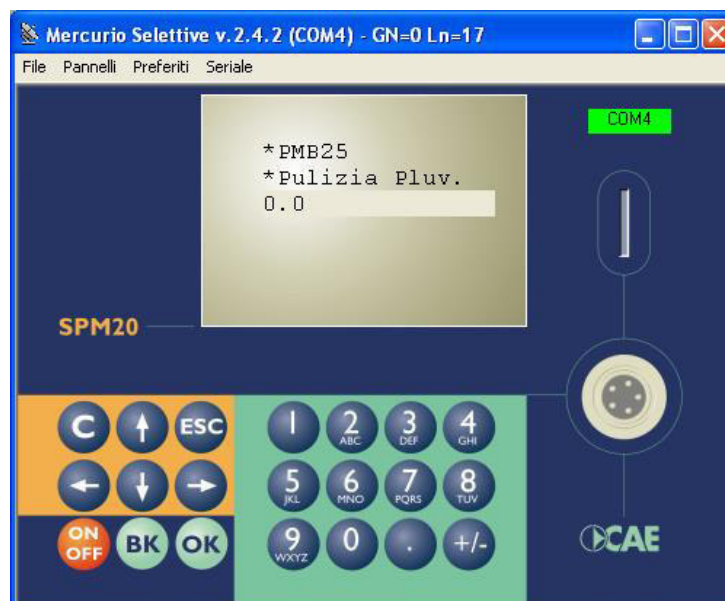 Mercurio Selettive v.2.4.2 (COM4) - GN=0 Ln=17
File Pannelli Preferiti Seriale
COM4
*PMB25
*Pulizia Pluv.
0.0
SPM20
C ESC
1 2 ABC 3 DEF 4 GHI
5 JKL 6 MNO 7 PQRS 8 TUV
ON OFF BK OK
9 WXYZ 0 . +/-
CAE